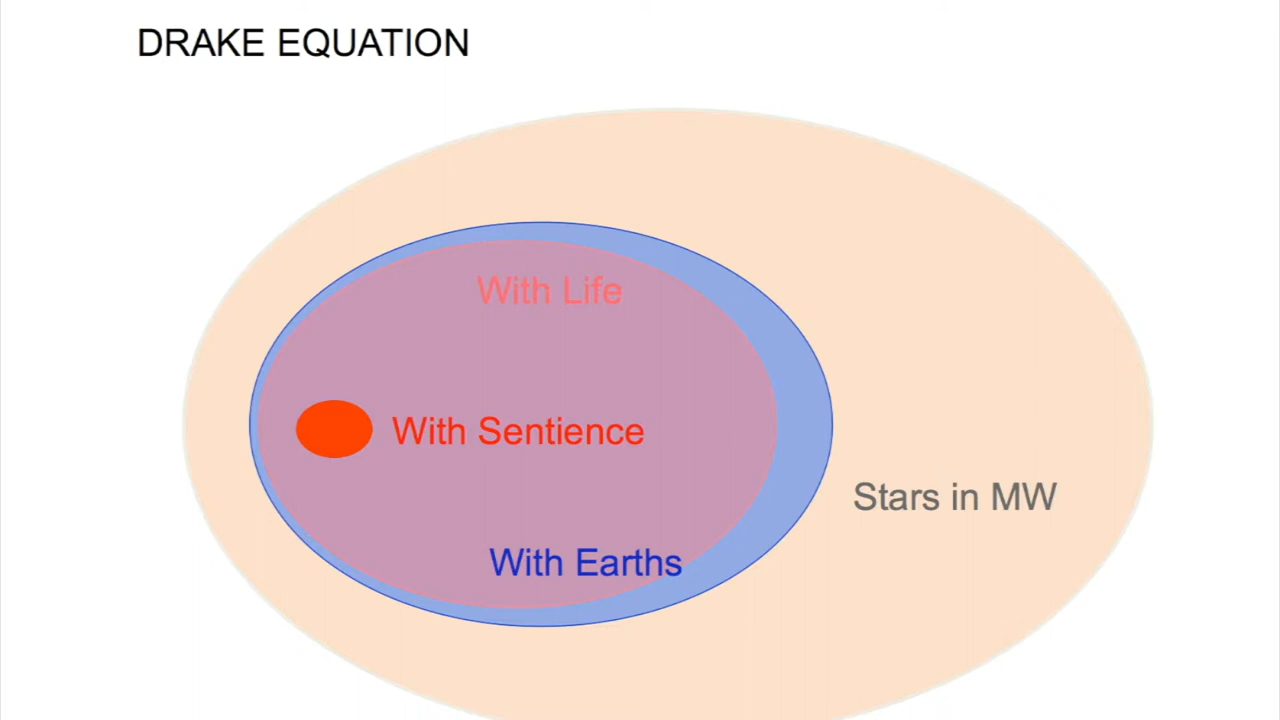 DRAKE EQUATION
With Life
With Sentience
Stars in MW
With Earths